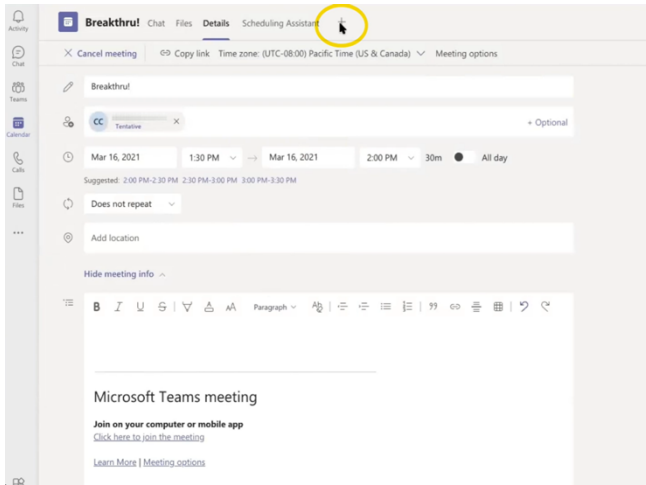 Activity
Chat
Teams
Calendar
Calls
Files
Breakthru! Chat Files Details Scheduling Assistant +
× Cancel meeting Copy link Time zone: (UTC-08:00) Pacific Time (US & Canada) Meeting options
Breakthru!
CC Tentative × + Optional
Mar 16, 2021 1:30 PM → Mar 16, 2021 2:00 PM 30m All day
Suggested: 2:00 PM-2:30 PM 2:30 PM-3:00 PM 3:00 PM-3:30 PM
Does not repeat
Add location
Hide meeting info
B I U S A AA Paragraph
Microsoft Teams meeting
Join on your computer or mobile app
Click here to join the meeting
Learn More | Meeting options